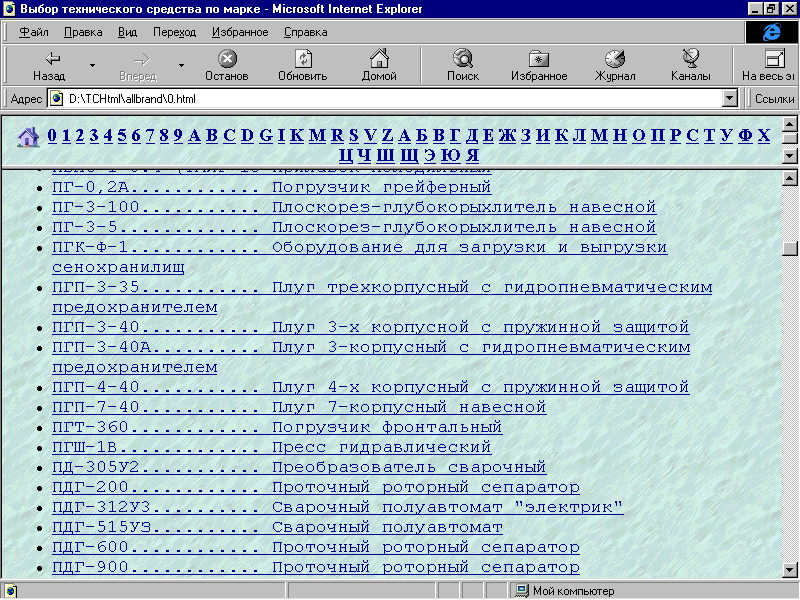 Выбор технического средства по марке - Microsoft Internet Explorer
Файл Правка Вид Переход Избранное Справка
Назад Вперед Останов Обновить Домой Поиск Избранное Журнал Каналы На весь э
Адрес D:\TCHtml\allbrand\0.html Ссылки
0 1 2 3 4 5 6 7 8 9 A B C D G I K M R S V Z А Б В Г Д Е Ж З И К Л М Н О П Р С Т У Ф Х
Ц Ч Ш Щ Э Ю Я
ПГ-0,2А............ Погрузчик грейферный
ПГ-3-100........... Плоскорез-глубокорыхлитель навесной
ПГ-3-5............. Плоскорез-глубокорыхлитель навесной
ПГК-Ф-1............ Оборудование для загрузки и выгрузки
сенохранилищ
ПГП-3-35........... Плуг трехкорпусный с гидропневматическим
предохранителем
ПГП-3-40........... Плуг 3-х корпусной с пружинной защитой
ПГП-3-40А.......... Плуг 3-корпусный с гидропневматическим
предохранителем
ПГП-4-40........... Плуг 4-х корпусный с пружинной защитой
ПГП-7-40........... Плуг 7-корпусный навесной
ПГТ-360............ Погрузчик фронтальный
ПГШ-1В............. Пресс гидравлический
ПД-305У2........... Преобразователь сварочный
ПДГ-200............ Проточный роторный сепаратор
ПДГ-312УЗ.......... Сварочный полуавтомат "электрик"
ПДГ-515УЭ.......... Сварочный полуавтомат
ПДГ-600............ Проточный роторный сепаратор
ПДГ-900............ Проточный роторный сепаратор
Мой компьютер